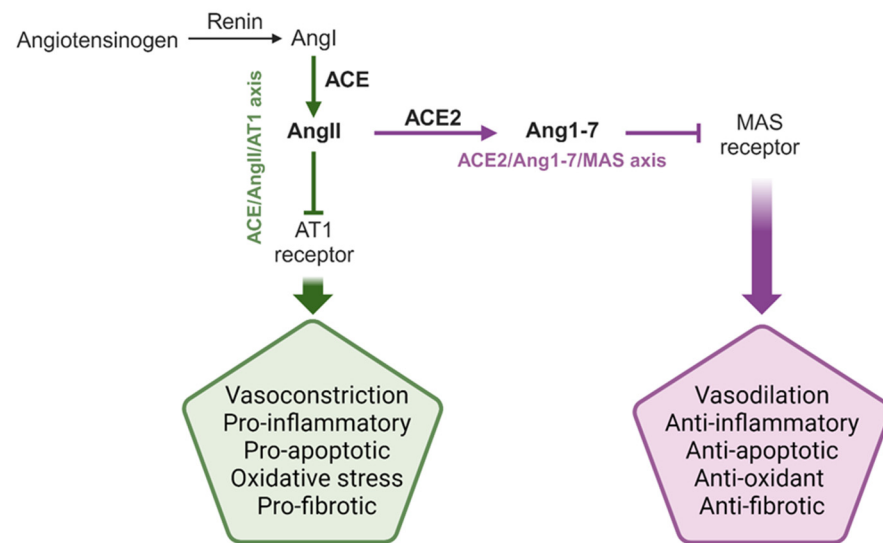 Renin
Angiotensinogen
AngI
ACE
ACE/AngII/AT1 axis
AngII
ACE2
Ang1-7
MAS
receptor
ACE2/Ang1-7/MAS axis
AT1
receptor
Vasoconstriction
Pro-inflammatory
Pro-apoptotic
Oxidative stress
Pro-fibrotic
Vasodilation
Anti-inflammatory
Anti-apoptotic
Anti-oxidant
Anti-fibrotic